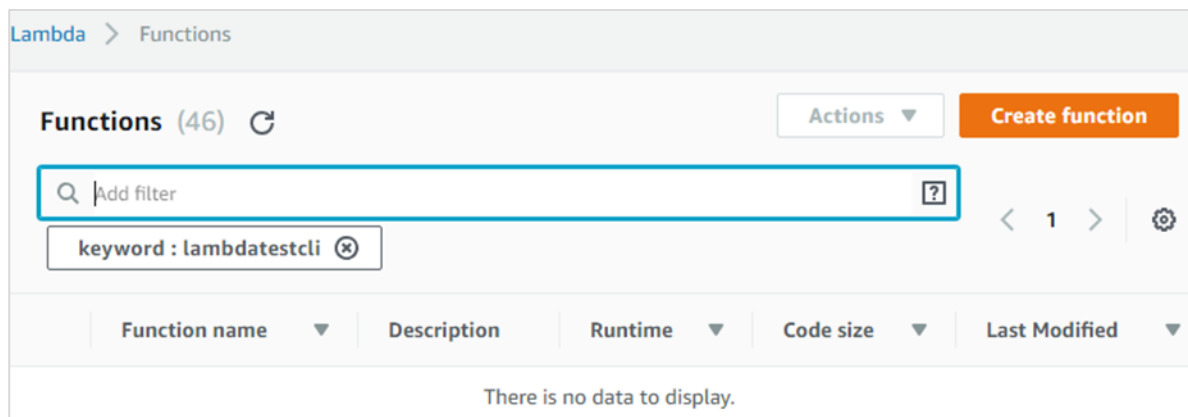 Lambda > Functions
Functions (46)
Actions
Create function
Add filter
?
1
keyword : lambdatestcli
Function name
Description
Runtime
Code size
Last Modified
There is no data to display.